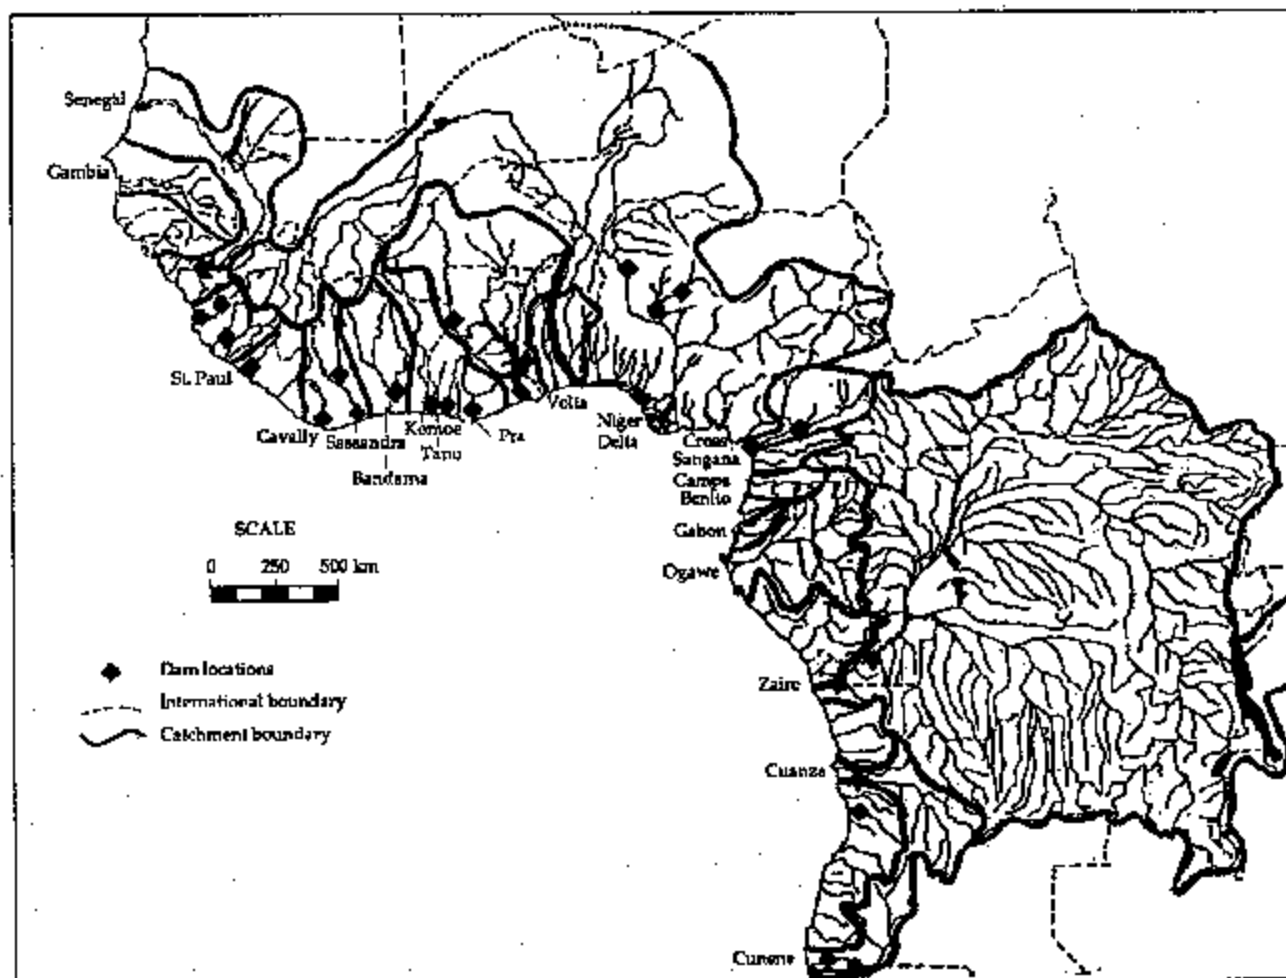 Senegal
Gambia
St. Paul
Cavally
Sassandra
Bandama
Komoe
Tano
Pra
Volta
Niger
Delta
Cross
Sangana
Campo
Benito
Gabon
Ogawe
Zaire
Cuanza
Cunene
SCALE
0 250 500 km
Dam locations
International boundary
Catchment boundary